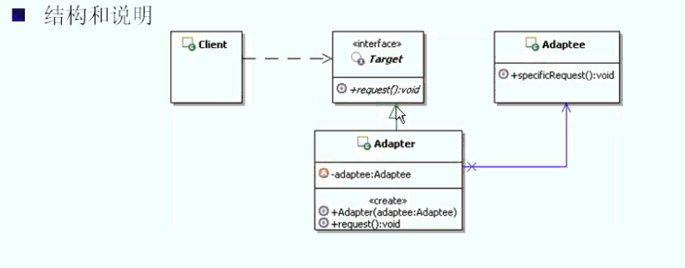 结构和说明
Client
«interface»
Target
+request():void
Adaptee
+specificRequest():void
Adapter
-adaptee:Adaptee
«create»
+Adapter(adaptee:Adaptee)
+request():void